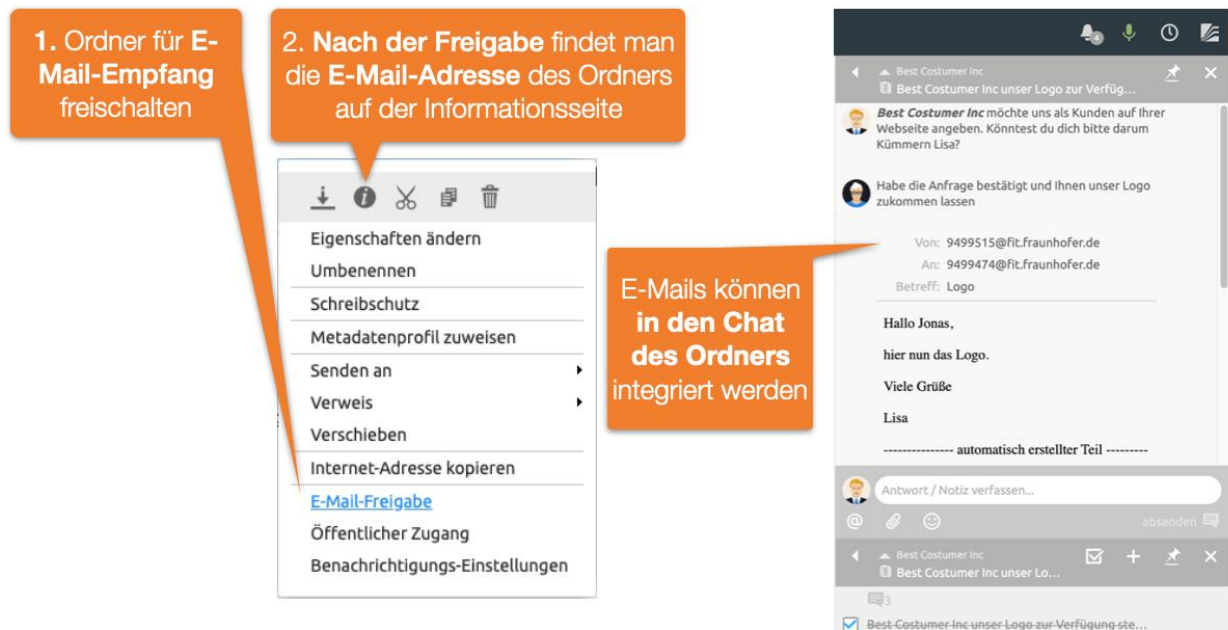 1. Ordner für E-
Mail-Empfang
freischalten
2. Nach der Freigabe findet man
die E-Mail-Adresse des Ordners
auf der Informationsseite
Eigenschaften ändern
Umbenennen
Schreibschutz
Metadatenprofil zuweisen
Senden an
Verweis
Verschieben
Internet-Adresse kopieren
E-Mail-Freigabe
Öffentlicher Zugang
Benachrichtigungs-Einstellungen
E-Mails können
in den Chat
des Ordners
integriert werden
4
Best Costumer Inc
Best Costumer Inc unser Logo zur Verfüg...
Best Costumer Inc möchte uns als Kunden auf Ihrer
Webseite angeben. Könntest du dich bitte darum
Kümmern Lisa?
Habe die Anfrage bestätigt und Ihnen unser Logo
zukommen lassen
Von: 9499515@fit.fraunhofer.de
An: 9499474@fit.fraunhofer.de
Betreff: Logo
Hallo Jonas,
hier nun das Logo.
Viele Grüße
Lisa
--------------- automatisch erstellter Teil ---------
Antwort / Notiz verfassen...
@
absenden
Best Costumer Inc
Best Costumer Inc unser Lo...
3
Best Costumer Inc unser Logo zur Verfügung ste...